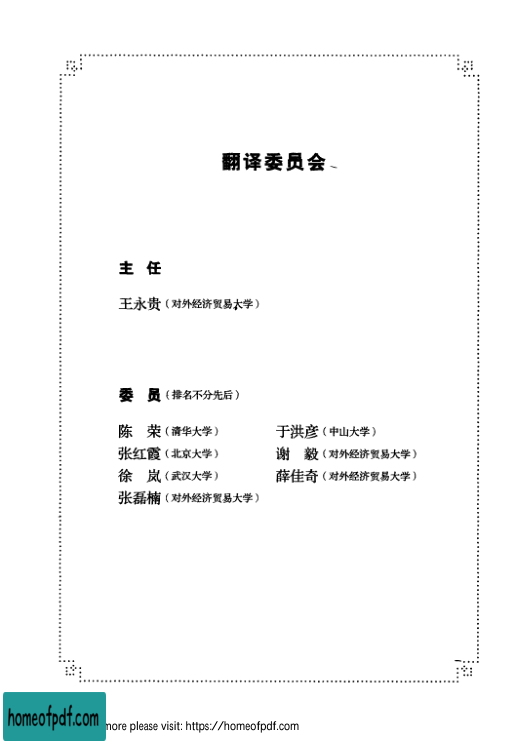 翻译委员会
主 任
王永贵（对外经济贸易大学）
委 员（排名不分先后）
陈 荣（清华大学） 于洪彦（中山大学）
张红霞（北京大学） 谢 毅（对外经济贸易大学）
徐 岚（武汉大学） 薛佳奇（对外经济贸易大学）
张磊楠（对外经济贸易大学）
homeofpdf.com
more please visit: https://homeofpdf.com